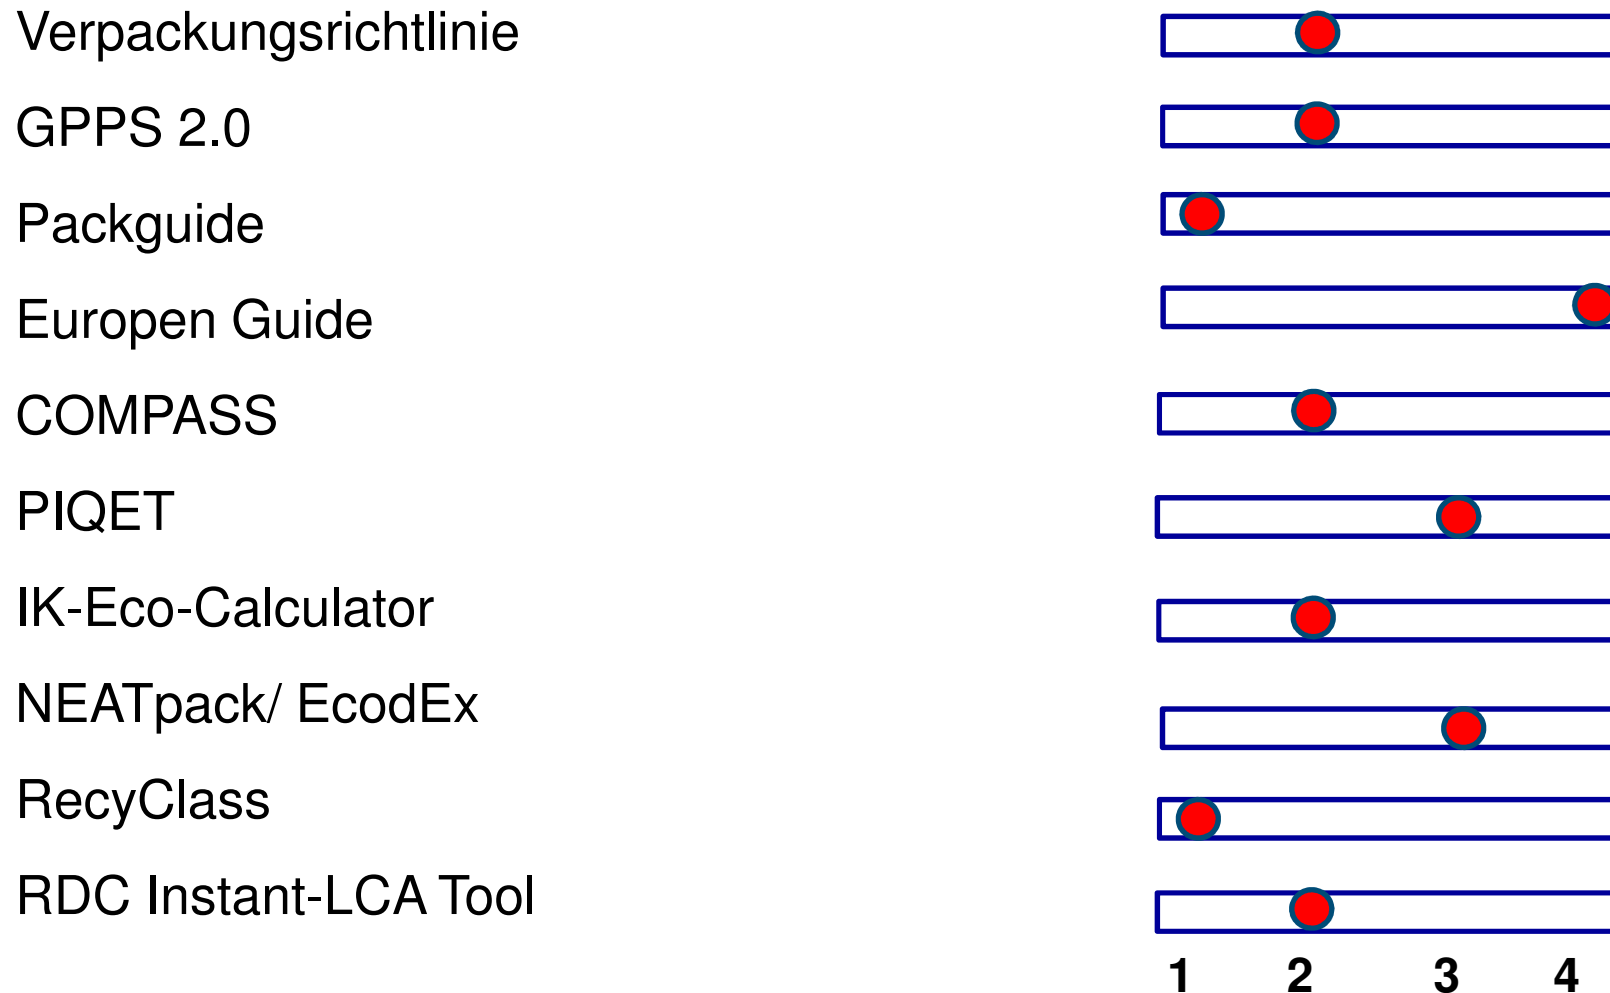 Verpackungsrichtlinie
GPPS 2.0
Packguide
Europen Guide
COMPASS
PIQET
IK-Eco-Calculator
NEATpack/ EcodEx
RecyClass
RDC Instant-LCA Tool
1 2 3 4